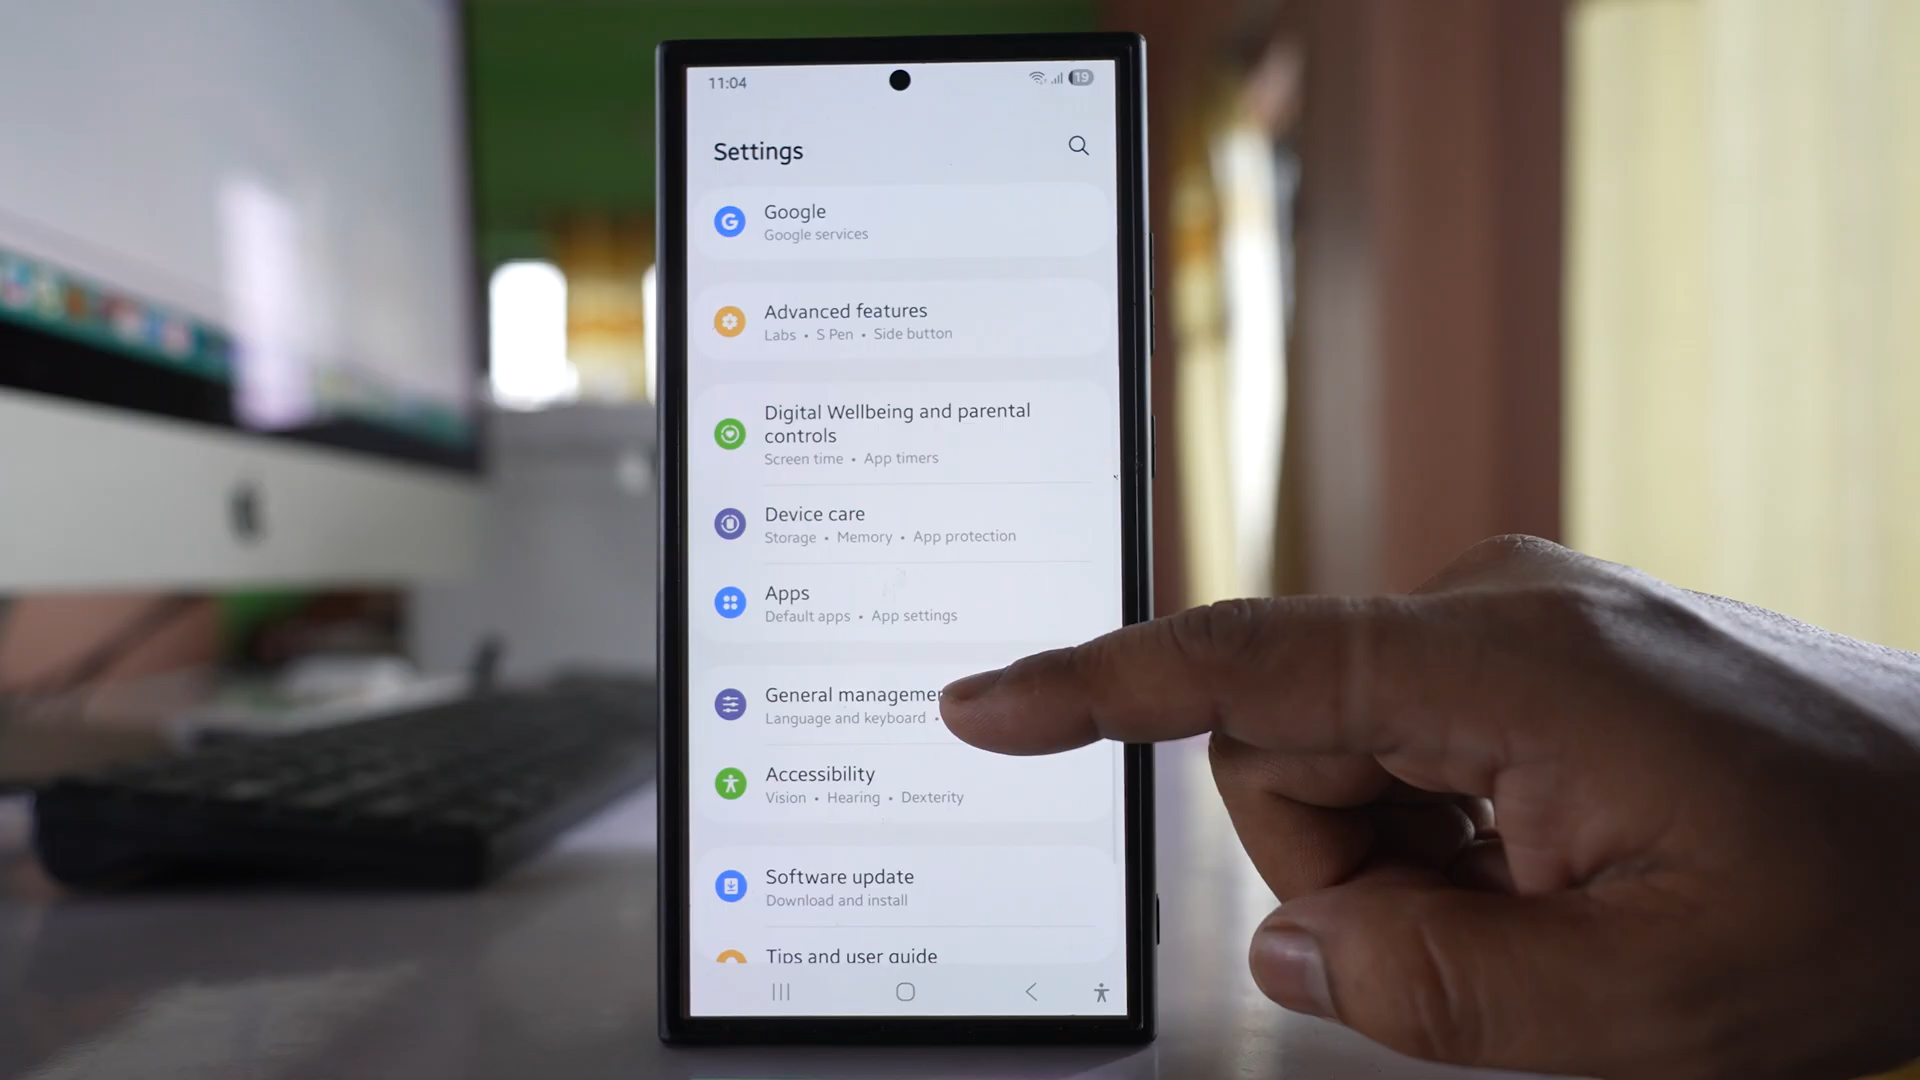 11:04
19
Settings
Google
Google services
Advanced features
Labs • S Pen • Side button
Digital Wellbeing and parental
controls
Screen time • App timers
Device care
Storage • Memory • App protection
Apps
Default apps • App settings
General managemen
Language and keyboard •
Accessibility
Vision • Hearing • Dexterity
Software update
Download and install
Tips and user guide